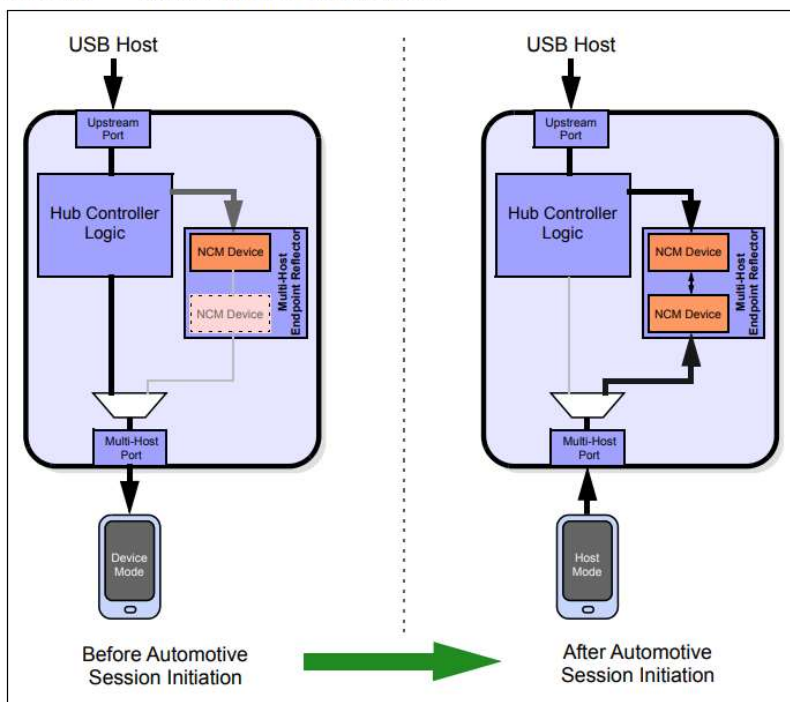 USB Host
Upstream
Port
Hub Controller
Logic
NCM Device
NCM Device
Multi-Host
Endpoint Reflector
Multi-Host
Port
Device
Mode
Before Automotive
Session Initiation
USB Host
Upstream
Port
Hub Controller
Logic
NCM Device
NCM Device
Multi-Host
Endpoint Reflector
Multi-Host
Port
Host
Mode
After Automotive
Session Initiation